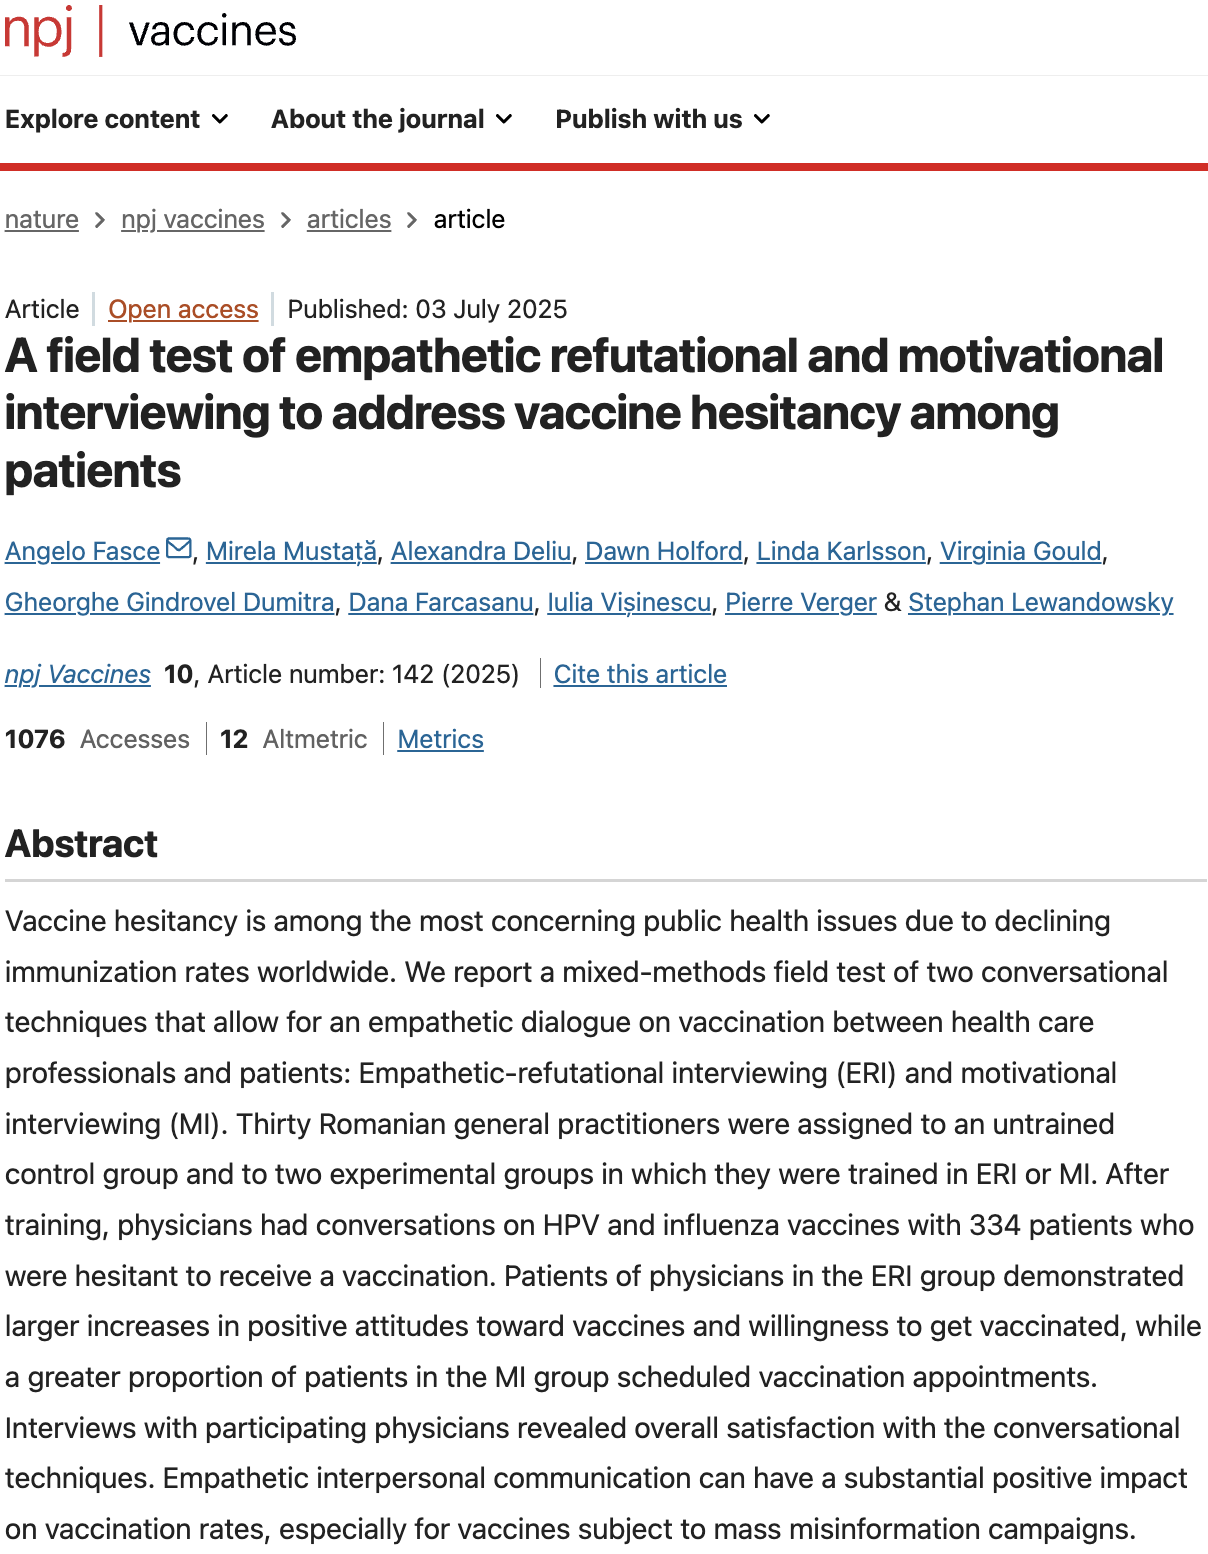 npj | vaccines
Explore content About the journal Publish with us
nature > npj vaccines > articles > article
Article | Open access | Published: 03 July 2025
A field test of empathetic refutational and motivational
interviewing to address vaccine hesitancy among
patients
Angelo Fasce, Mirela Mustață, Alexandra Deliu, Dawn Holford, Linda Karlsson, Virginia Gould,
Gheorghe Gindrovel Dumitra, Dana Farcasanu, Iulia Vișinescu, Pierre Verger & Stephan Lewandowsky
npj Vaccines 10, Article number: 142 (2025) | Cite this article
1076 Accesses | 12 Altmetric | Metrics
Abstract
Vaccine hesitancy is among the most concerning public health issues due to declining
immunization rates worldwide. We report a mixed-methods field test of two conversational
techniques that allow for an empathetic dialogue on vaccination between health care
professionals and patients: Empathetic-refutational interviewing (ERI) and motivational
interviewing (MI). Thirty Romanian general practitioners were assigned to an untrained
control group and to two experimental groups in which they were trained in ERI or MI. After
training, physicians had conversations on HPV and influenza vaccines with 334 patients who
were hesitant to receive a vaccination. Patients of physicians in the ERI group demonstrated
larger increases in positive attitudes toward vaccines and willingness to get vaccinated, while
a greater proportion of patients in the MI group scheduled vaccination appointments.
Interviews with participating physicians revealed overall satisfaction with the conversational
techniques. Empathetic interpersonal communication can have a substantial positive impact
on vaccination rates, especially for vaccines subject to mass misinformation campaigns.